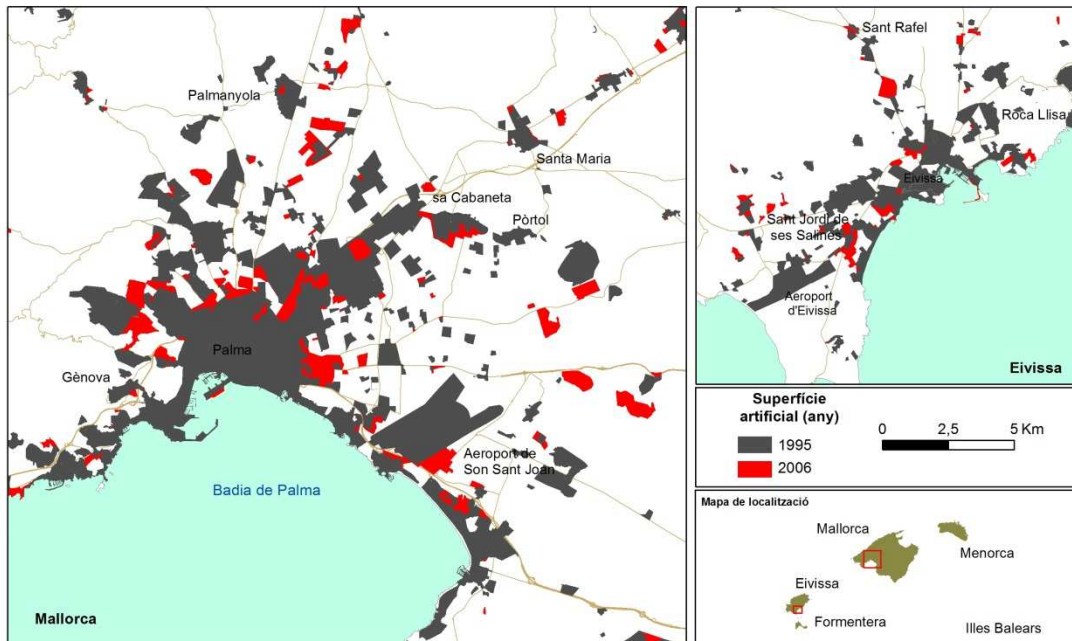 Palmanyola
Santa Maria
sa Cabaneta
Pòrtol
Palma
Gènova
Aeroport de
Son Sant Joan
Badia de Palma
Mallorca
Sant Rafel
Roca Llisa
Eivissa
Sant Jordi de
ses Salines
Aeroport
d'Eivissa
Eivissa
Superfície
artificial (any)
1995
2006
0 2,5 5 Km
Mapa de localització
Mallorca
Menorca
Eivissa
Formentera
Illes Balears